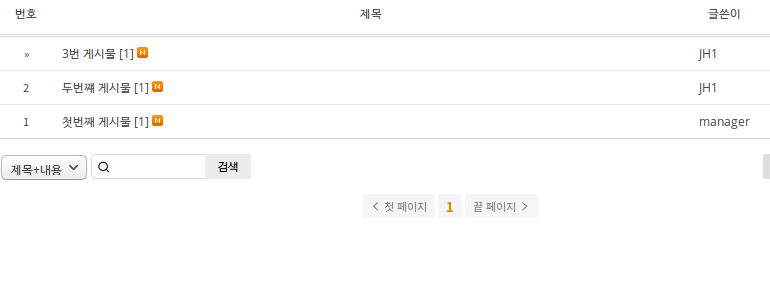 번호 제목 글쓴이
» 3번 게시물 [1] N JH1
2 두번쨰 게시물 [1] N JH1
1 첫번째 게시물 [1] N manager
제목+내용 검색
첫 페이지 1 끝 페이지